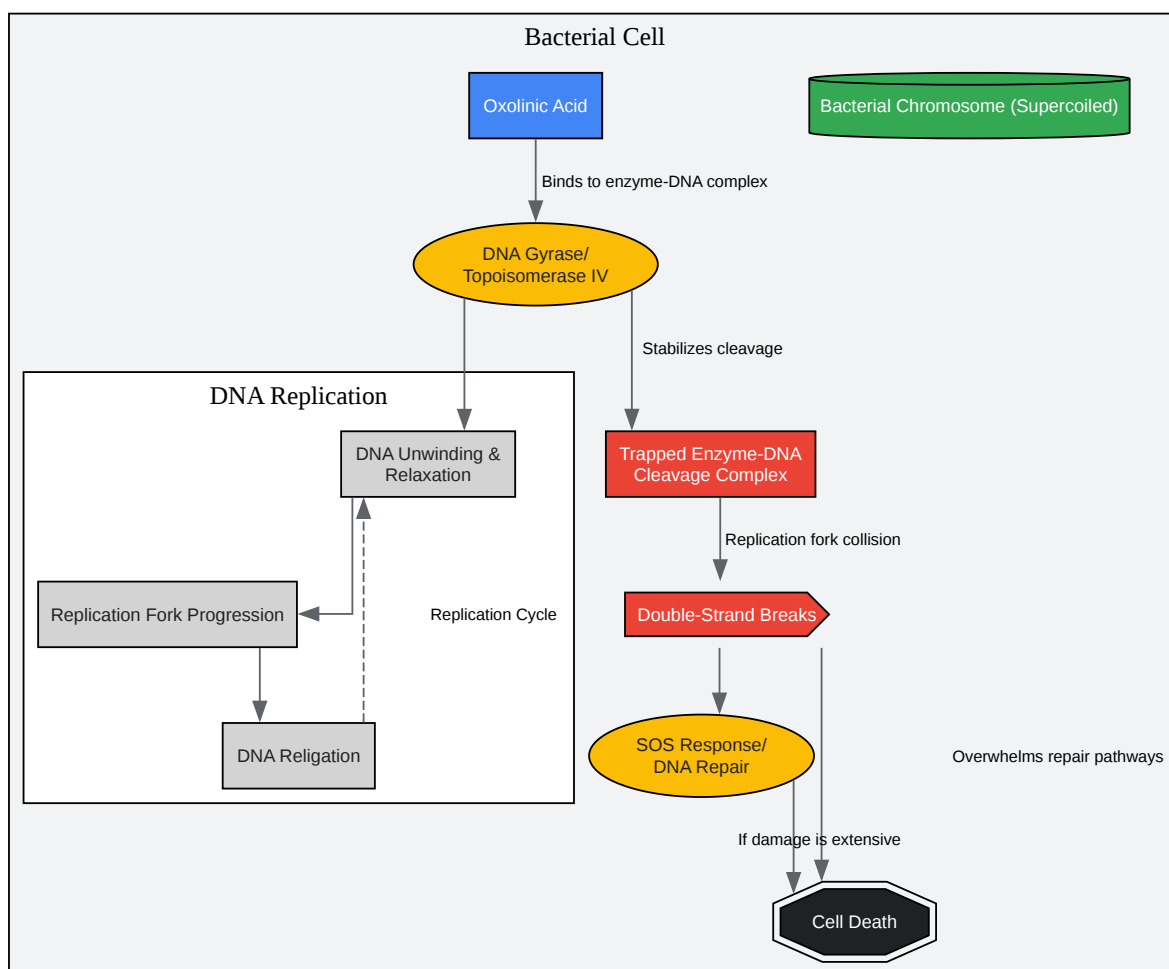 Bacterial Cell
Oxolinic Acid
Bacterial Chromosome (Supercoiled)
Binds to enzyme-DNA complex
DNA Gyrase/
Topoisomerase IV
Stabilizes cleavage
DNA Replication
DNA Unwinding &
Relaxation
Trapped Enzyme-DNA
Cleavage Complex
Replication fork collision
Replication Fork Progression
Replication Cycle
Double-Strand Breaks
DNA Religation
SOS Response/
DNA Repair
Overwhelms repair pathways
If damage is extensive
Cell Death